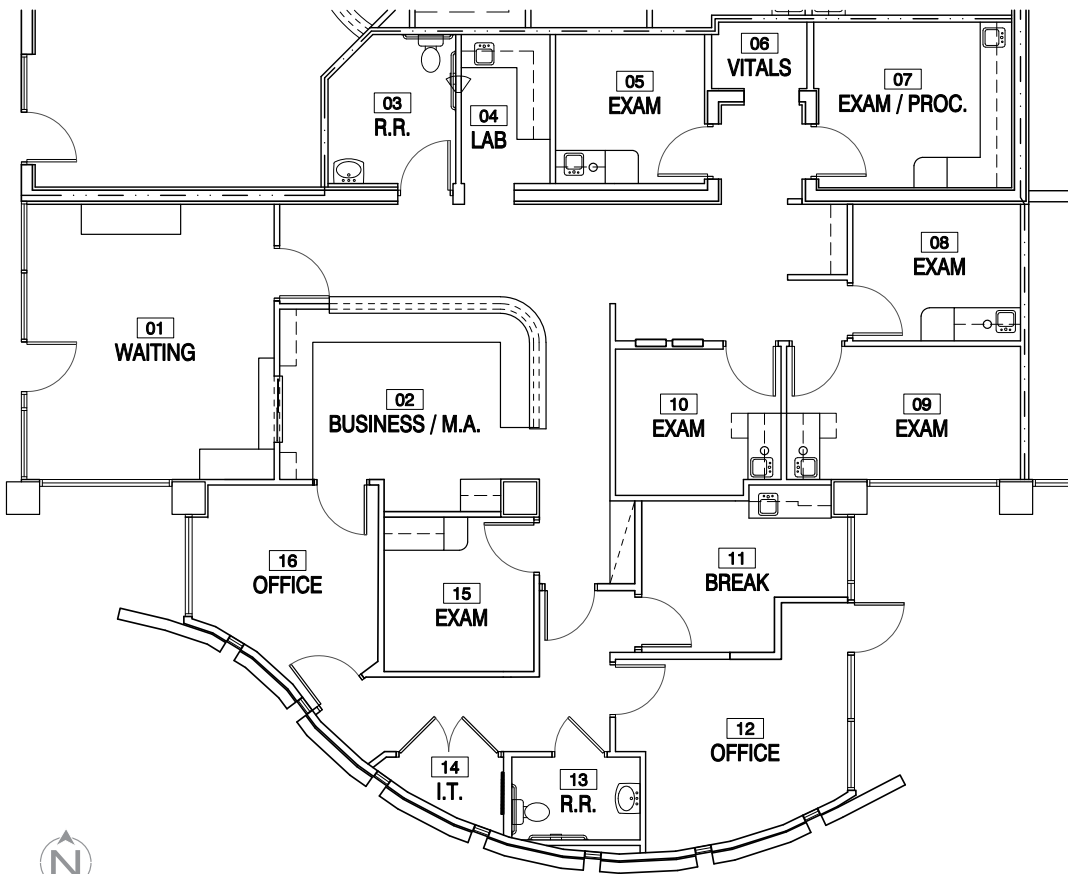 06
VITALS
05
EXAM
07
EXAM / PROC.
03
R.R.
04
LAB
08
EXAM
01
WAITING
02
BUSINESS / M.A.
10
EXAM
09
EXAM
16
OFFICE
11
BREAK
15
EXAM
12
OFFICE
14
I.T.
13
R.R.
N